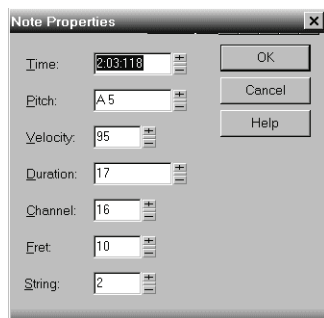 Note Properties
Time: 2:03:118
OK
Pitch: A 5
Cancel
Velocity: 95
Help
Duration: 17
Channel: 16
Fret: 10
String: 2